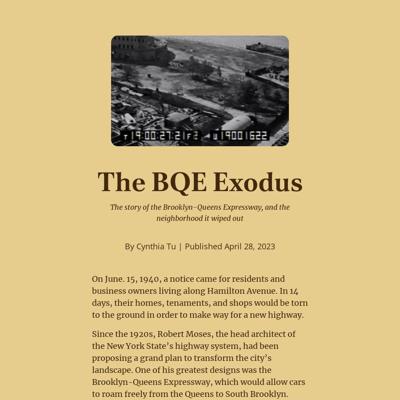 19:00:27:21F2 19001622
The BQE Exodus
The story of the Brooklyn-Queens Expressway, and the
neighborhood it wiped out
By Cynthia Tu | Published April 28, 2023
On June. 15, 1940, a notice came for residents and
business owners living along Hamilton Avenue. In 14
days, their homes, tenaments, and shops would be torn
to the ground in order to make way for a new highway.
Since the 1920s, Robert Moses, the head architect of
the New York State's highway system, had been
proposing a grand plan to transform the city's
landscape. One of his greatest designs was the
Brooklyn-Queens Expressway, which would allow cars
to roam freely from the Queens to South Brooklyn.